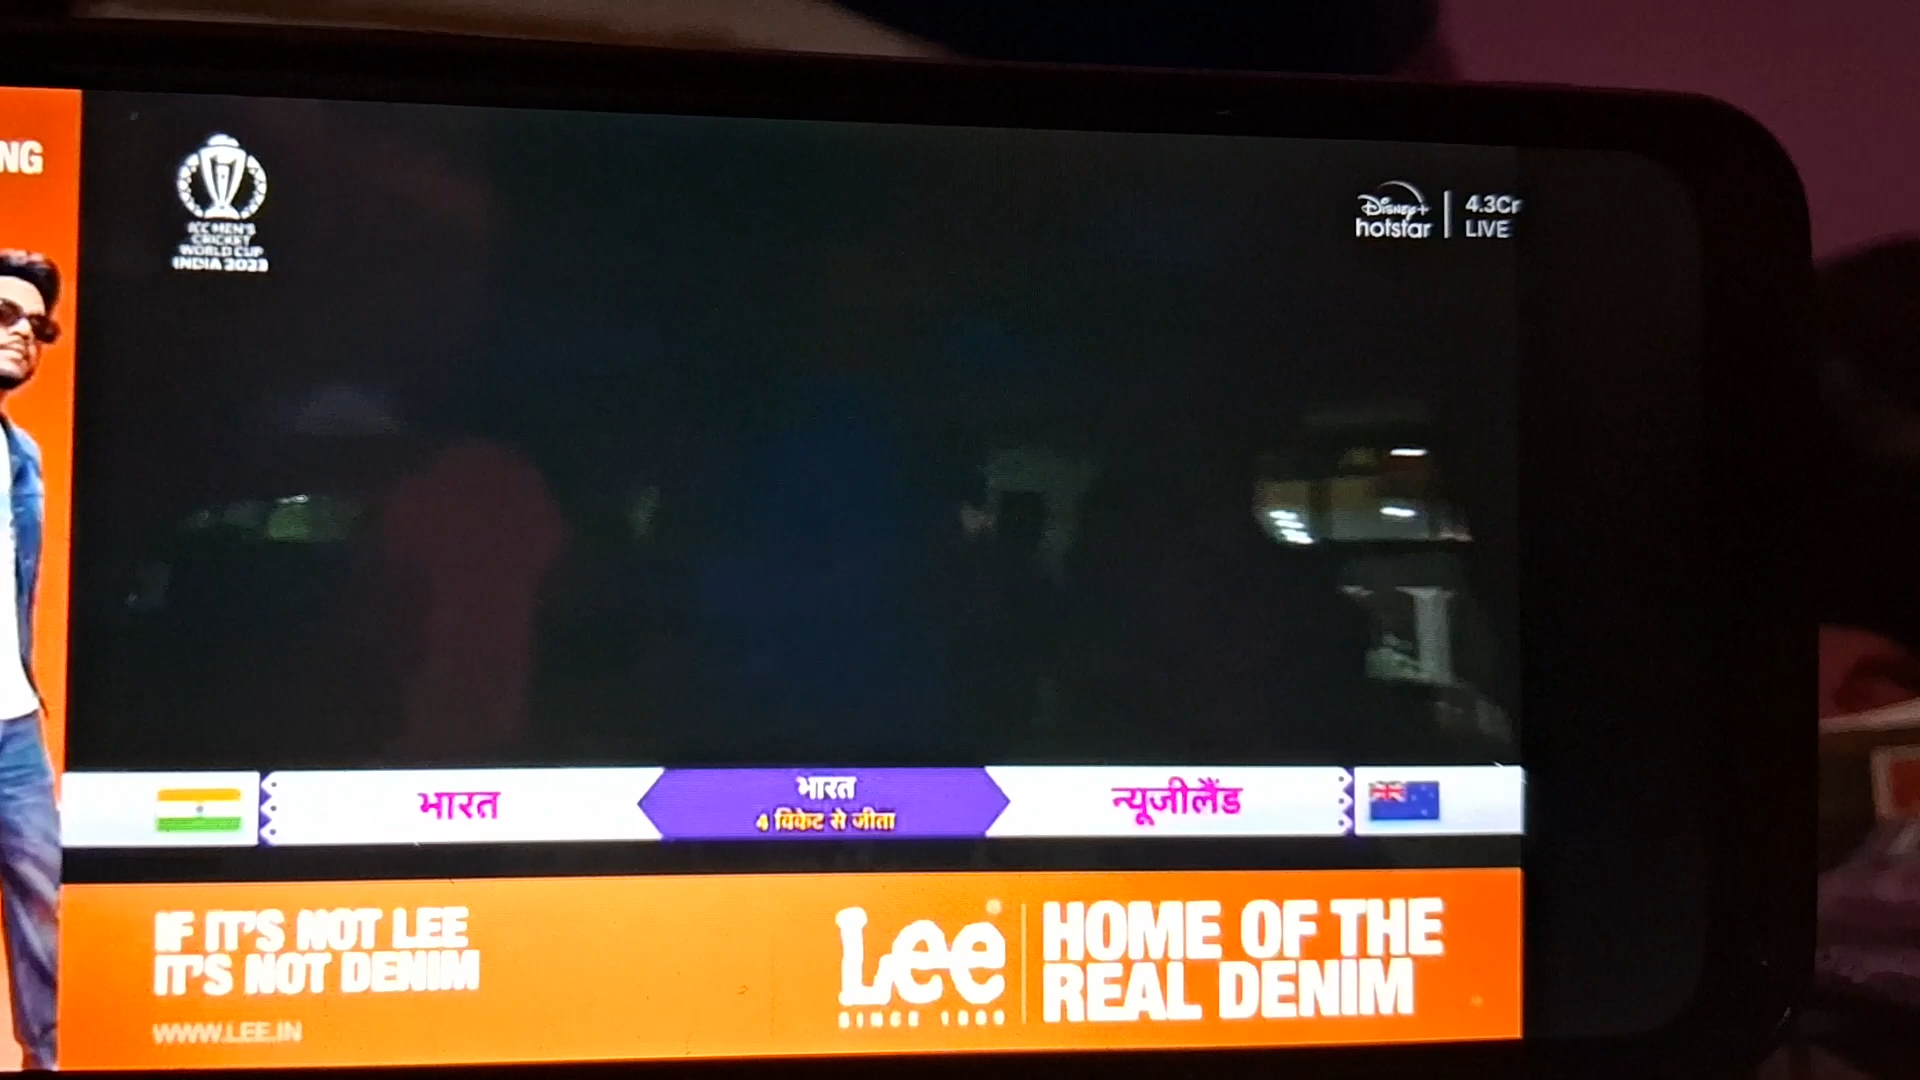 NG
ICC MEN'S
CRICKET
WORLD CUP
INDIA 2023
Disney+
hotstar
4.3Cr
LIVE
भारत
भारत
4 विकेट से जीता
न्यूजीलैंड
IF IT'S NOT LEE
IT'S NOT DENIM
WWW.LEE.IN
Lee
HOME OF THE
REAL DENIM